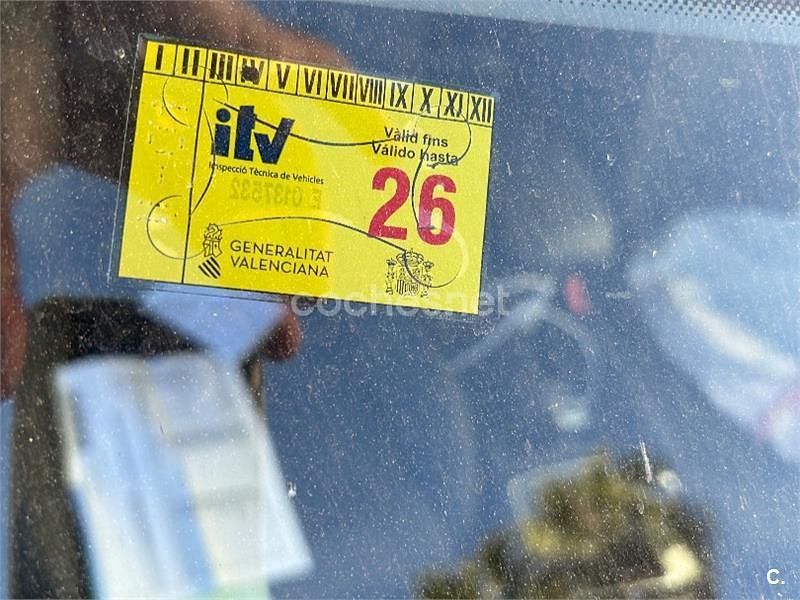 I II III IV V VI VII VIII IX X XI XII
itv
Inspecció Tècnica de Vehicles
Vàlid fins
Válido hasta
26
E 0137532
GENERALITAT
VALENCIANA
coches.net
C.